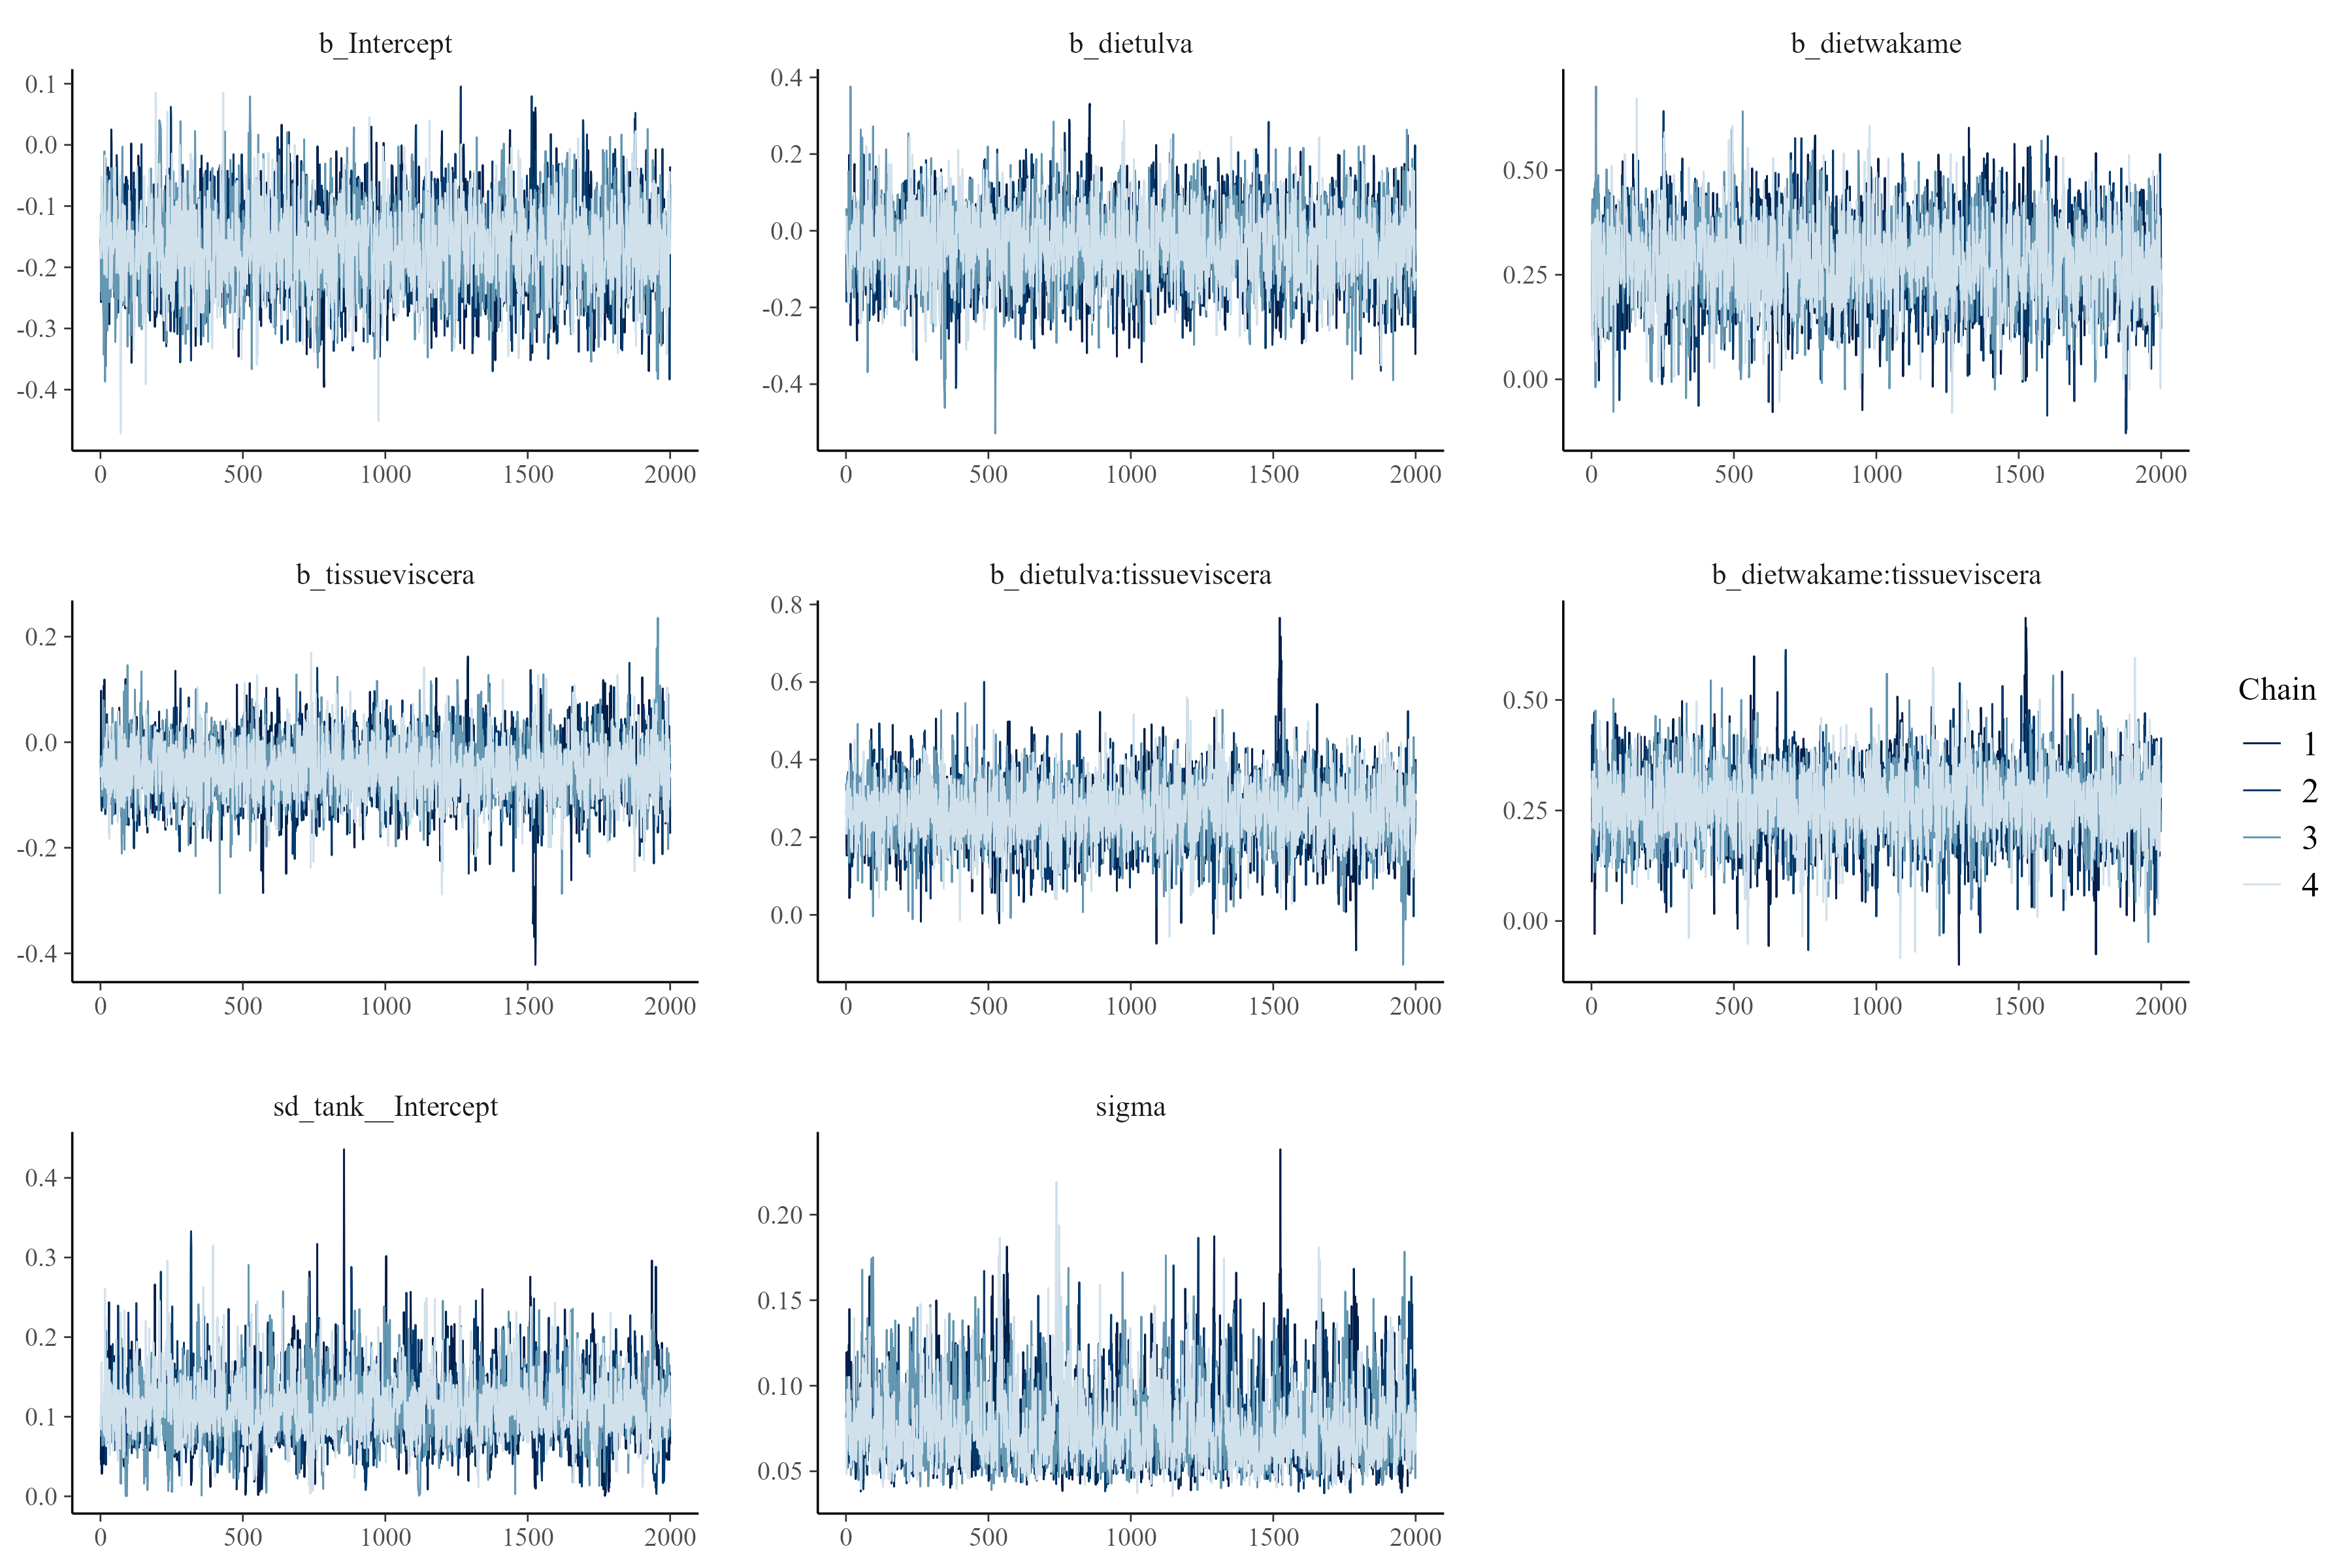 b_Intercept
0.1
0.0
-0.1
-0.2
-0.3
-0.4
0 500 1000 1500 2000
b_dietulva
0.4
0.2
0.0
-0.2
-0.4
0 500 1000 1500 2000
b_dietwakame
0.50
0.25
0.00
0 500 1000 1500 2000
b_tissueviscera
0.2
0.0
-0.2
-0.4
0 500 1000 1500 2000
b_dietulva:tissueviscera
0.8
0.6
0.4
0.2
0.0
0 500 1000 1500 2000
b_dietwakame:tissueviscera
0.50
0.25
0.00
0 500 1000 1500 2000
Chain
1
2
3
4
sd_tank__Intercept
0.4
0.3
0.2
0.1
0.0
0 500 1000 1500 2000
sigma
0.20
0.15
0.10
0.05
0 500 1000 1500 2000